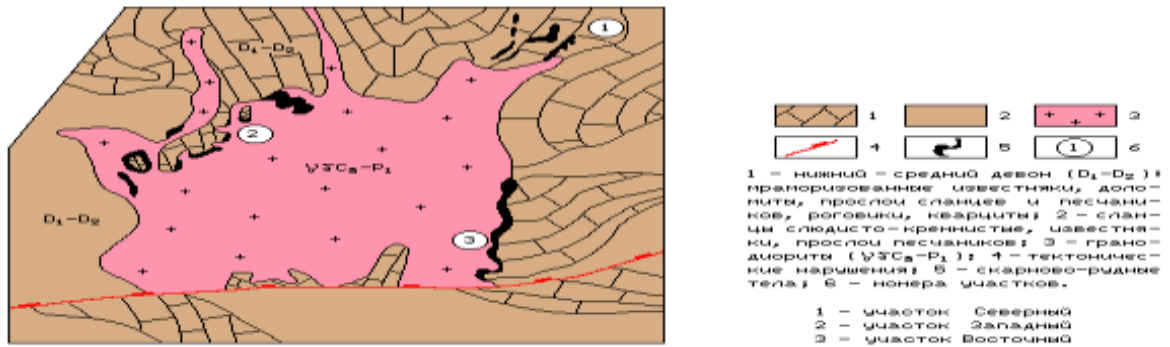 D₁-D₂
1
2
γδC₃-P₁
D₁-D₂
3
1
2
3
4
5
1
6
1 - нижний - средний девон (D₁-D₂):
мраморизованные известняки, доло-
миты, прослои сланцев и песчани-
ков, роговики, кварциты; 2 - слан-
цы слюдисто-кремнистые, известня-
ки, прослои песчаников; 3 - грано-
диориты (γδC₃-P₁); 4 - тектоничес-
кие нарушения; 5 - скарново-рудные
тела; 6 - номера участков.
1 - участок Северный
2 - участок Западный
3 - участок Восточный